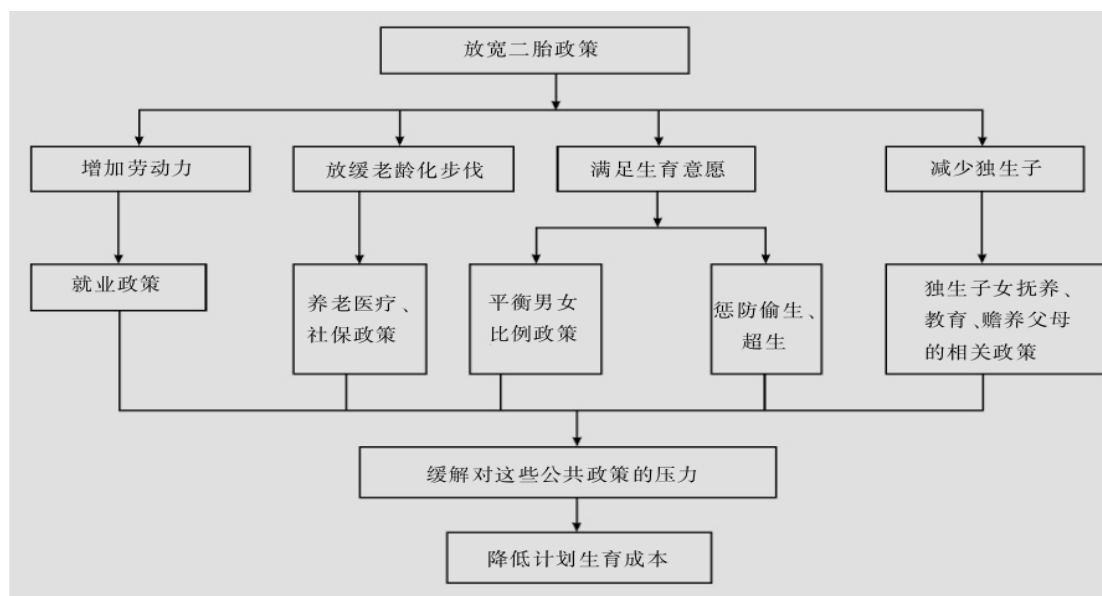 放宽二胎政策
增加劳动力
放缓老龄化步伐
满足生育意愿
减少独生子
就业政策
养老医疗、
社保政策
平衡男女
比例政策
惩防偷生、
超生
独生子女抚养、
教育、赡养父母
的相关政策
缓解对这些公共政策的压力
降低计划生育成本